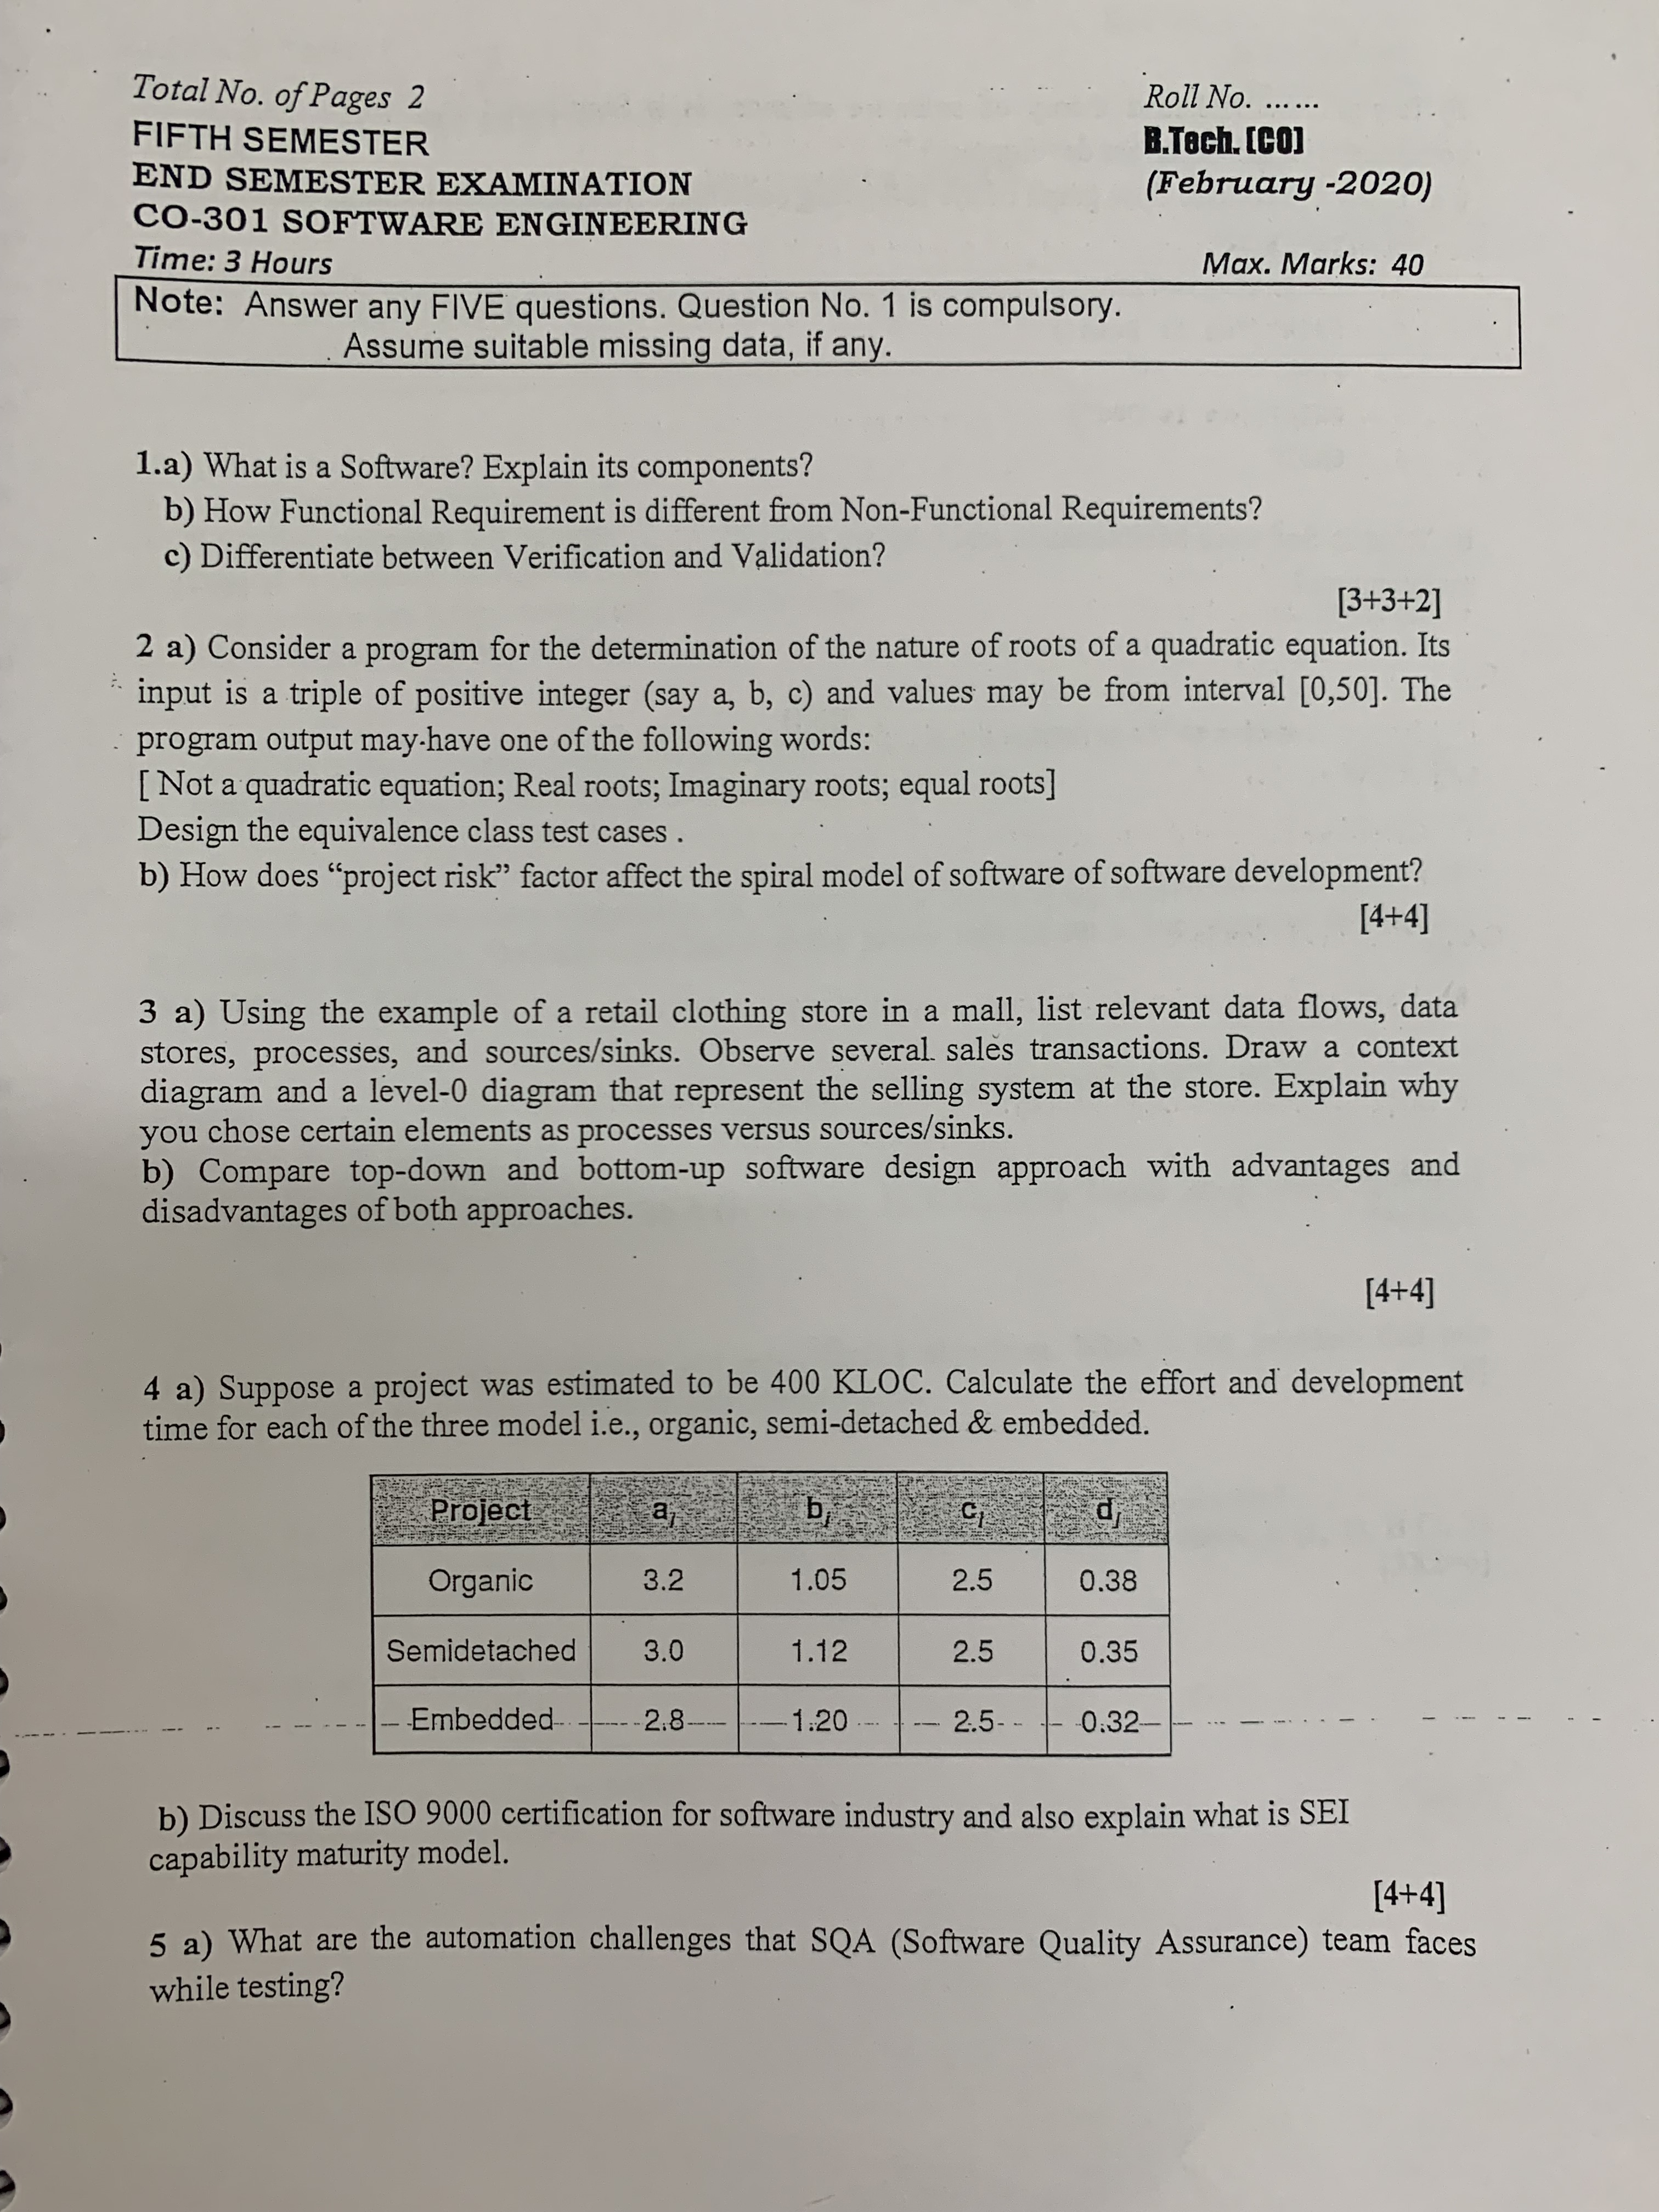 Total No. of Pages 2
Roll No. ......
FIFTH SEMESTER
B.Tech. [CO]
END SEMESTER EXAMINATION
(February -2020)
CO-301 SOFTWARE ENGINEERING
Time: 3 Hours
Max. Marks: 40
Note: Answer any FIVE questions. Question No. 1 is compulsory.
Assume suitable missing data, if any.
1.a) What is a Software? Explain its components?
b) How Functional Requirement is different from Non-Functional Requirements?
c) Differentiate between Verification and Validation?
[3+3+2]
2 a) Consider a program for the determination of the nature of roots of a quadratic equation. Its
input is a triple of positive integer (say a, b, c) and values may be from interval [0,50]. The
program output may have one of the following words:
[ Not a quadratic equation; Real roots; Imaginary roots; equal roots]
Design the equivalence class test cases .
b) How does “project risk” factor affect the spiral model of software of software development?
[4+4]
3 a) Using the example of a retail clothing store in a mall, list relevant data flows, data
stores, processes, and sources/sinks. Observe several sales transactions. Draw a context
diagram and a level-0 diagram that represent the selling system at the store. Explain why
you chose certain elements as processes versus sources/sinks.
b) Compare top-down and bottom-up software design approach with advantages and
disadvantages of both approaches.
[4+4]
4 a) Suppose a project was estimated to be 400 KLOC. Calculate the effort and development
time for each of the three model i.e., organic, semi-detached & embedded.
Project ai bi ci di
Organic 3.2 1.05 2.5 0.38
Semidetached 3.0 1.12 2.5 0.35
Embedded 2.8 1.20 2.5 0.32
b) Discuss the ISO 9000 certification for software industry and also explain what is SEI
capability maturity model.
[4+4]
5 a) What are the automation challenges that SQA (Software Quality Assurance) team faces
while testing?